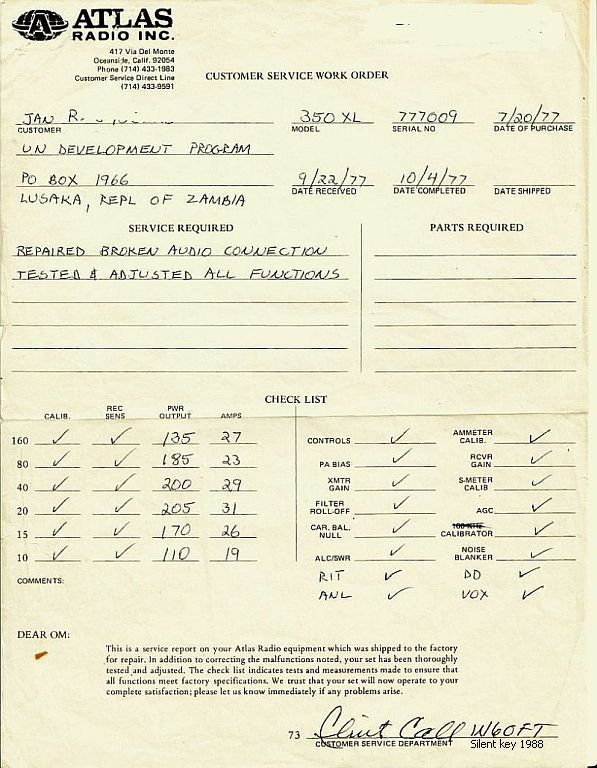 ATLAS
RADIO INC.
417 Via Del Monte
Oceanside, Calif. 92054
Phone (714) 433-1983
Customer Service Direct Line
(714) 433-9591
CUSTOMER SERVICE WORK ORDER
JAN R. 350 XL 777009 7/20/77
CUSTOMER MODEL SERIAL NO DATE OF PURCHASE
UN DEVELOPMENT PROGRAM
PO BOX 1966 9/22/77 10/4/77
DATE RECEIVED DATE COMPLETED DATE SHIPPED
LUSAKA, REPL OF ZAMBIA
SERVICE REQUIRED PARTS REQUIRED
REPAIRED BROKEN AUDIO CONNECTION
TESTED & ADJUSTED ALL FUNCTIONS
CHECK LIST
CALIB. REC SENS PWR OUTPUT AMPS
160 ✓ ✓ 135 27
80 ✓ ✓ 185 23
40 ✓ ✓ 200 29
20 ✓ ✓ 205 31
15 ✓ ✓ 170 26
10 ✓ ✓ 110 19
CONTROLS ✓ AMMETER CALIB. ✓
PA BIAS ✓ RCVR GAIN ✓
XMTR GAIN ✓ S-METER CALIB ✓
FILTER ROLL-OFF ✓ AGC ✓
CAR. BAL. NULL ✓ CALIBRATOR ✓
ALC/SWR ✓ NOISE BLANKER ✓
RIT ✓ DD ✓
ANL ✓ VOX ✓
COMMENTS:
DEAR OM:
This is a service report on your Atlas Radio equipment which was shipped to the factory
for repair. In addition to correcting the malfunctions noted, your set has been thoroughly
tested and adjusted. The check list indicates tests and measurements made to ensure that
all functions meet factory specifications. We trust that your set will now operate to your
complete satisfaction; please let us know immediately if any problems arise.
73 Clint Call W6OFT
CUSTOMER SERVICE DEPARTMENT Silent key 1988